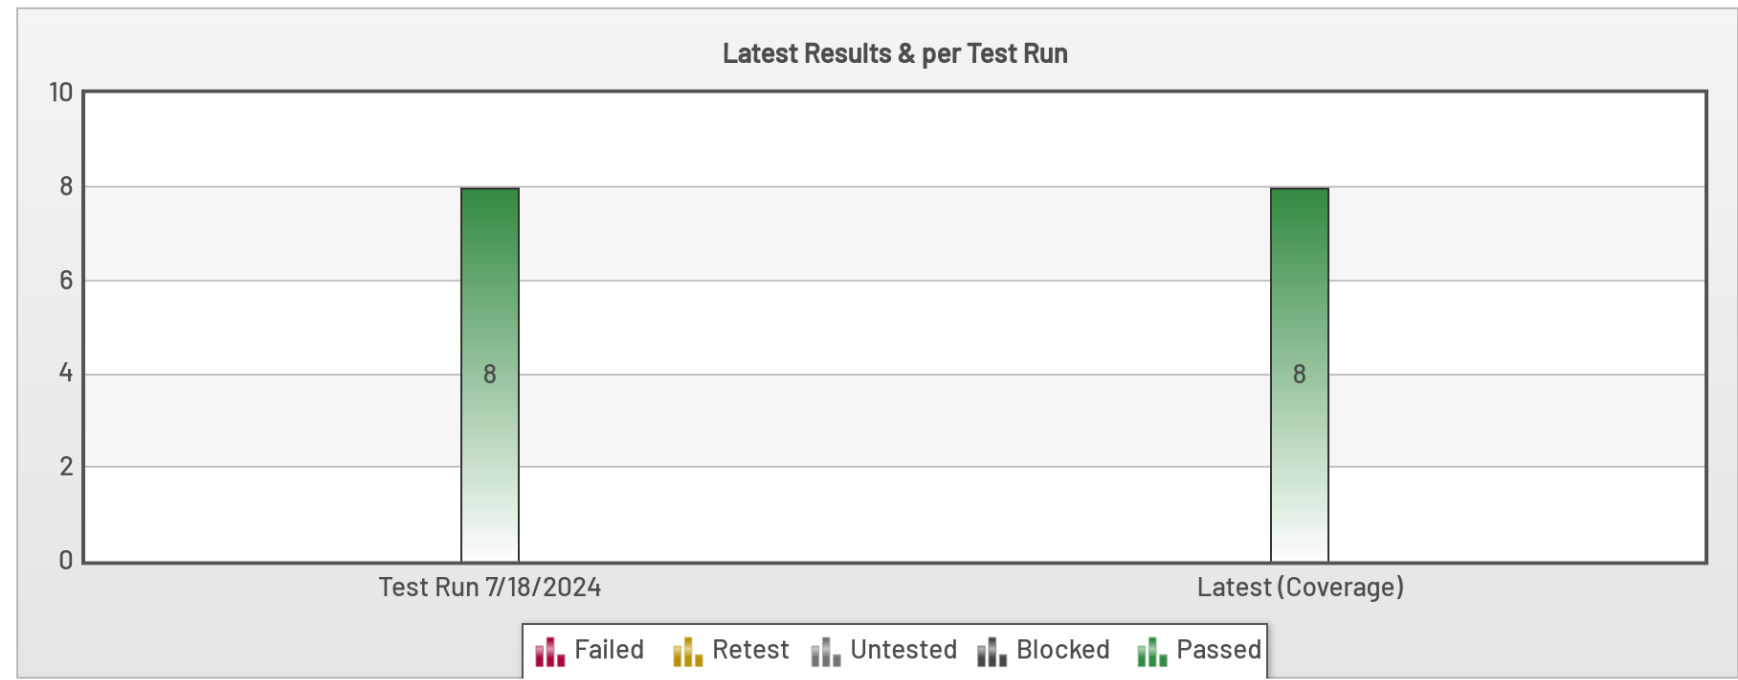 Latest Results & per Test Run
10
8
6
4
2
0
8
8
Test Run 7/18/2024
Latest (Coverage)
Failed Retest Untested Blocked Passed